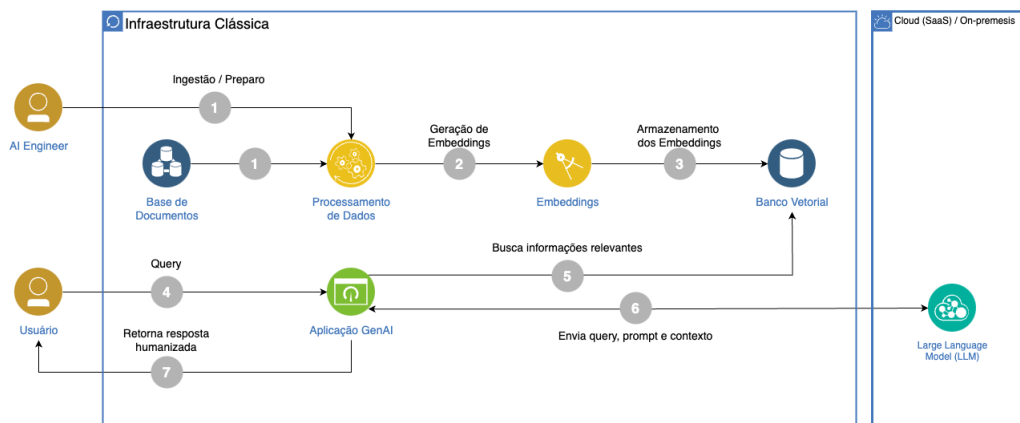 Infraestrutura Clássica
Cloud (SaaS) / On-premesis
Ingestão / Preparo
1
AI Engineer
Geração de
Embeddings
Armazenamento
dos Embeddings
1
2
3
Base de
Documentos
Processamento
de Dados
Embeddings
Banco Vetorial
Busca informações relevantes
Query
5
4
6
Usuário
Aplicação GenAI
Envia query, prompt e contexto
Retorna resposta
humanizada
Large Language
Model (LLM)
7